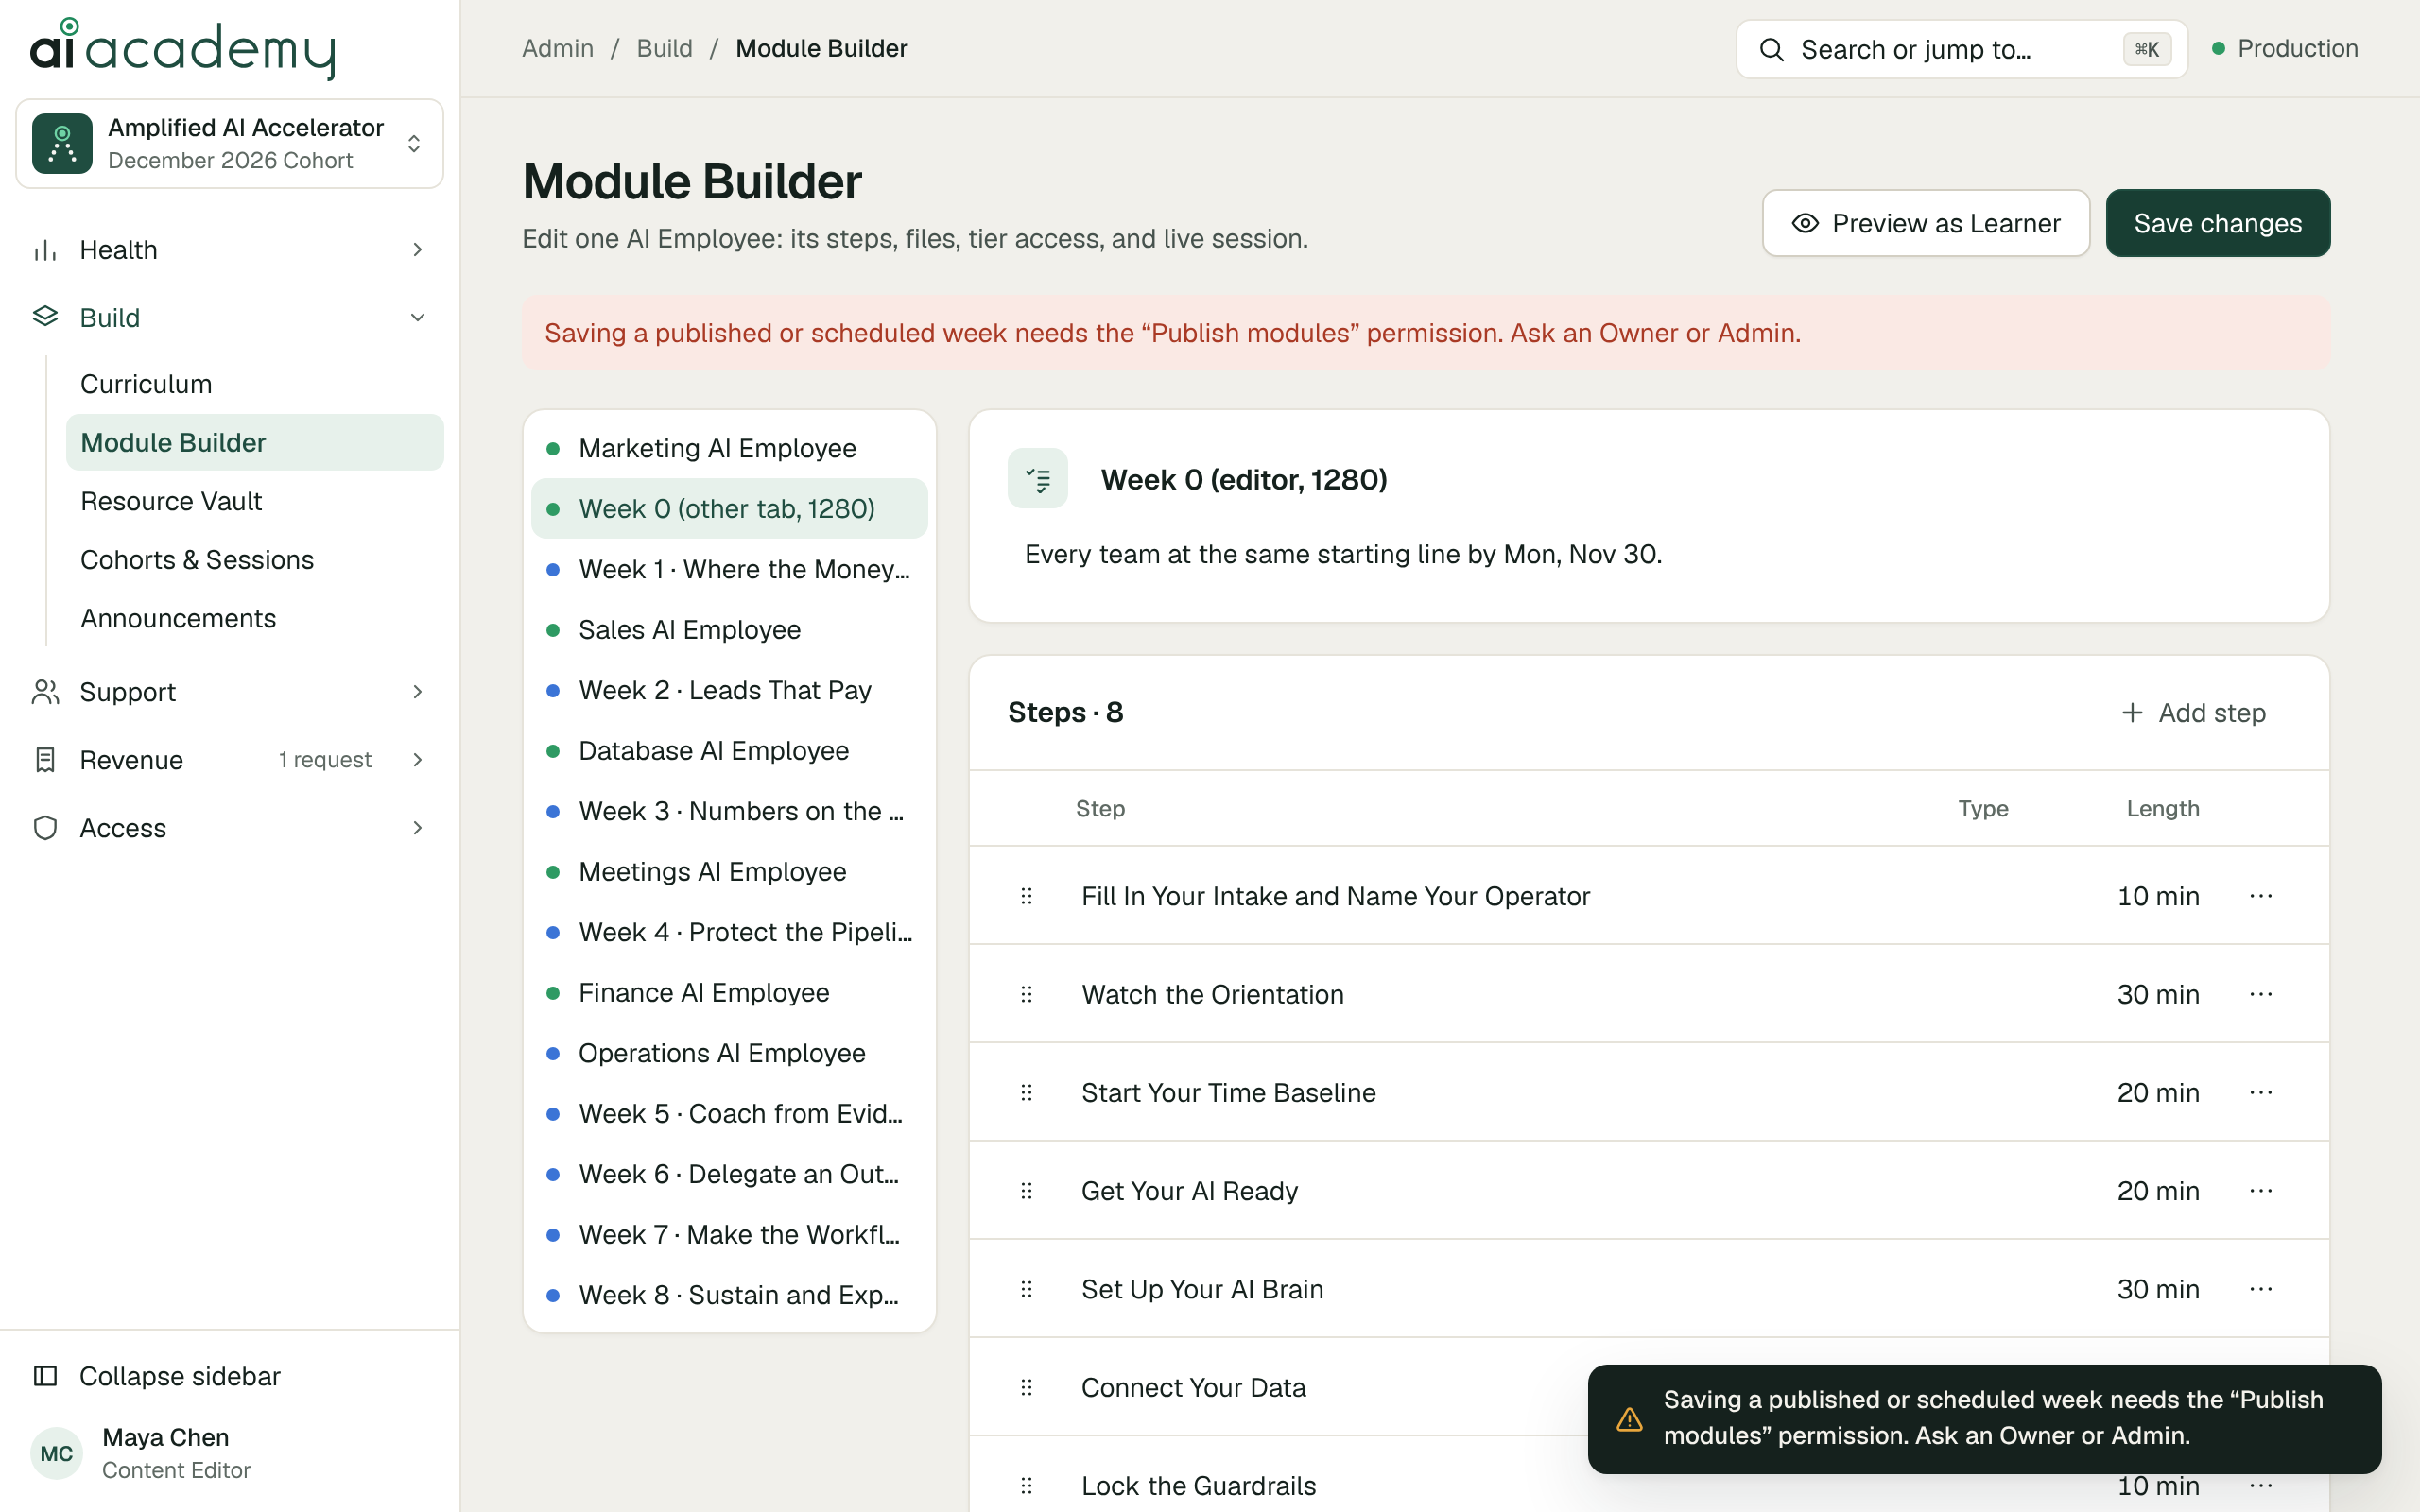 ai academy
Amplified AI Accelerator
December 2026 Cohort
Health
Build
Curriculum
Module Builder
Resource Vault
Cohorts & Sessions
Announcements
Support
Revenue 1 request
Access
Collapse sidebar
MC
Maya Chen
Content Editor
Admin / Build / Module Builder
Search or jump to... ⌘K
Production
Module Builder
Edit one AI Employee: its steps, files, tier access, and live session.
Preview as Learner
Save changes
Saving a published or scheduled week needs the “Publish modules” permission. Ask an Owner or Admin.
Marketing AI Employee
Week 0 (other tab, 1280)
Week 1 · Where the Money...
Sales AI Employee
Week 2 · Leads That Pay
Database AI Employee
Week 3 · Numbers on the ...
Meetings AI Employee
Week 4 · Protect the Pipeli...
Finance AI Employee
Operations AI Employee
Week 5 · Coach from Evid...
Week 6 · Delegate an Out...
Week 7 · Make the Workfl...
Week 8 · Sustain and Exp...
Week 0 (editor, 1280)
Every team at the same starting line by Mon, Nov 30.
Steps · 8
Add step
Step Type Length
Fill In Your Intake and Name Your Operator 10 min
Watch the Orientation 30 min
Start Your Time Baseline 20 min
Get Your AI Ready 20 min
Set Up Your AI Brain 30 min
Connect Your Data
Lock the Guardrails 10 min
Saving a published or scheduled week needs the “Publish
modules” permission. Ask an Owner or Admin.